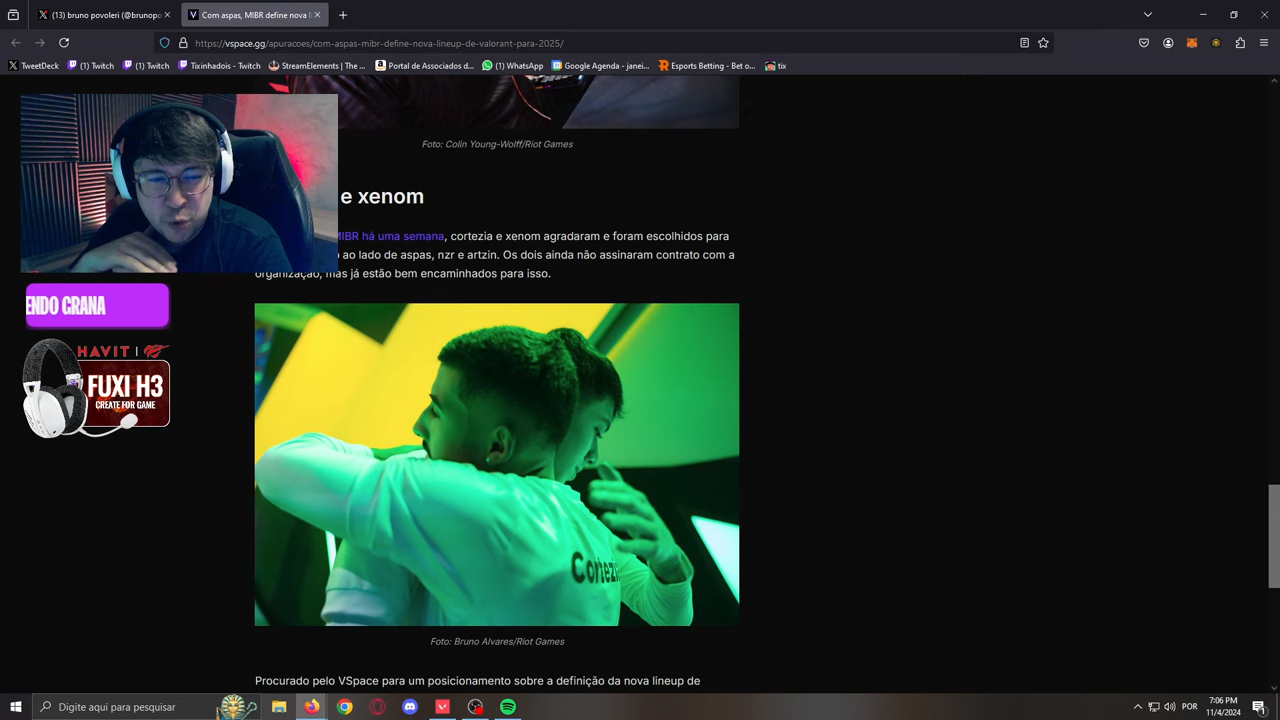 (13) bruno povoleri (@brunopo
Com aspas, MIBR define nova l
https://vspace.gg/apuracoes/com-aspas-mibr-define-nova-lineup-de-valorant-para-2025/
TweetDeck
(1) Twitch
(1) Twitch
Tixinhadois - Twitch
StreamElements | The ...
Portal de Associados d...
(1) WhatsApp
Google Agenda - janei...
Esports Betting - Bet o...
tix
Foto: Colin Young-Wolff/Riot Games
e xenom
MIBR há uma semana, cortezia e xenom agradaram e foram escolhidos para
ao lado de aspas, nzr e artzin. Os dois ainda não assinaram contrato com a
organização, mas já estão bem encaminhados para isso.
ENDO GRANA
HAVIT
FUXI H3
CREATE FOR GAME
Cortezi
Foto: Bruno Alvares/Riot Games
Procurado pelo VSpace para um posicionamento sobre a definição da nova lineup de
Digite aqui para pesquisar
POR
7:06 PM
11/4/2024
1